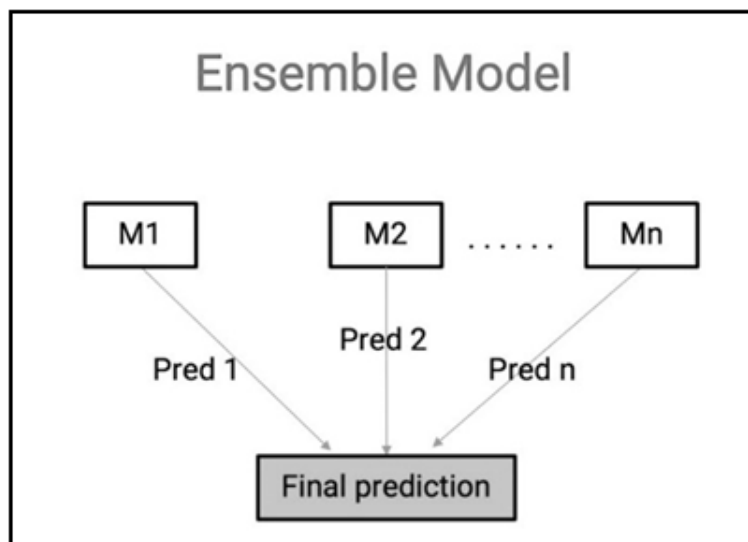 Ensemble Model
M1
M2
......
Mn
Pred 1
Pred 2
Pred n
Final prediction